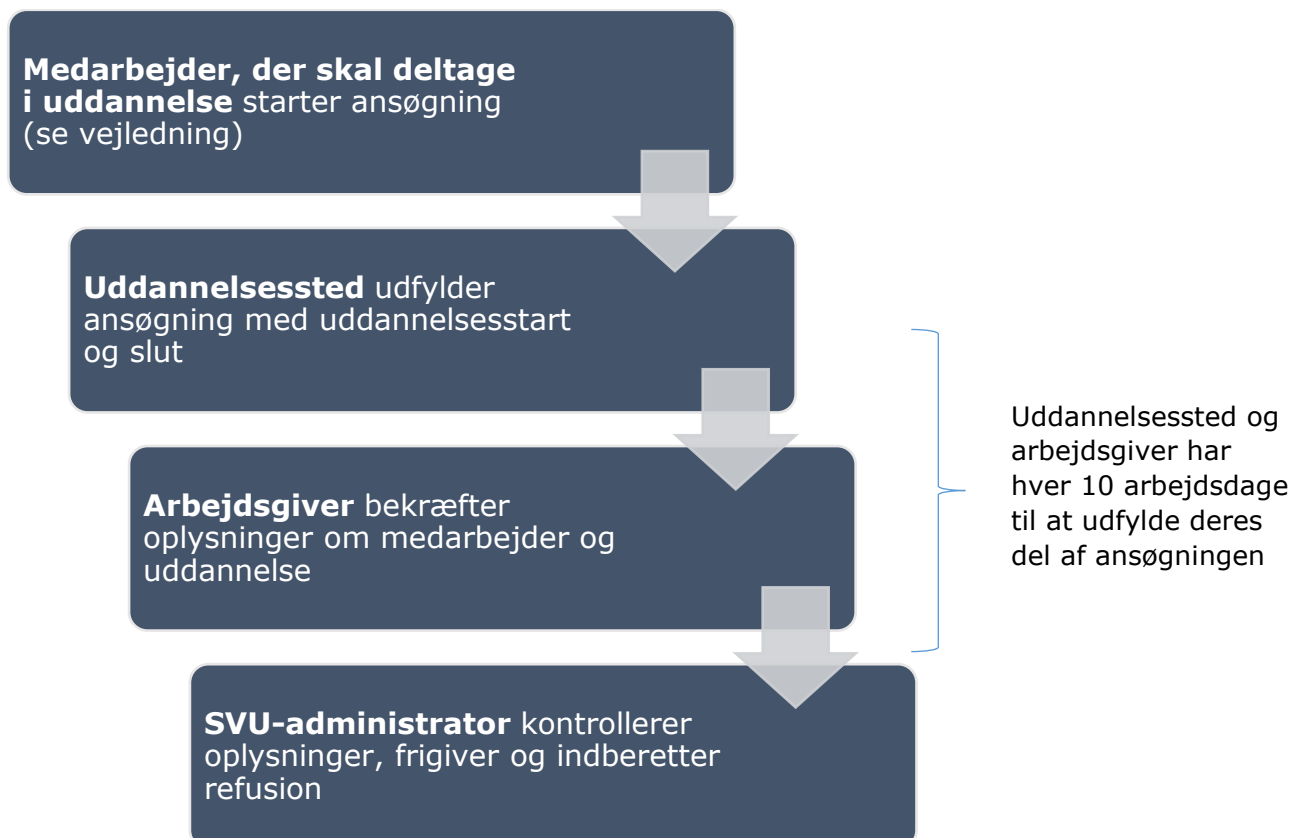 Medarbejder, der skal deltage
i uddannelse starter ansøgning
(se vejledning)
Uddannelsessted udfylder
ansøgning med uddannelsesstart
og slut
Arbejdsgiver bekræfter
oplysninger om medarbejder og
uddannelse
SVU-administrator kontrollerer
oplysninger, frigiver og indberetter
refusion
Uddannelsessted og
arbejdsgiver har
hver 10 arbejdsdage
til at udfylde deres
del af ansøgningen